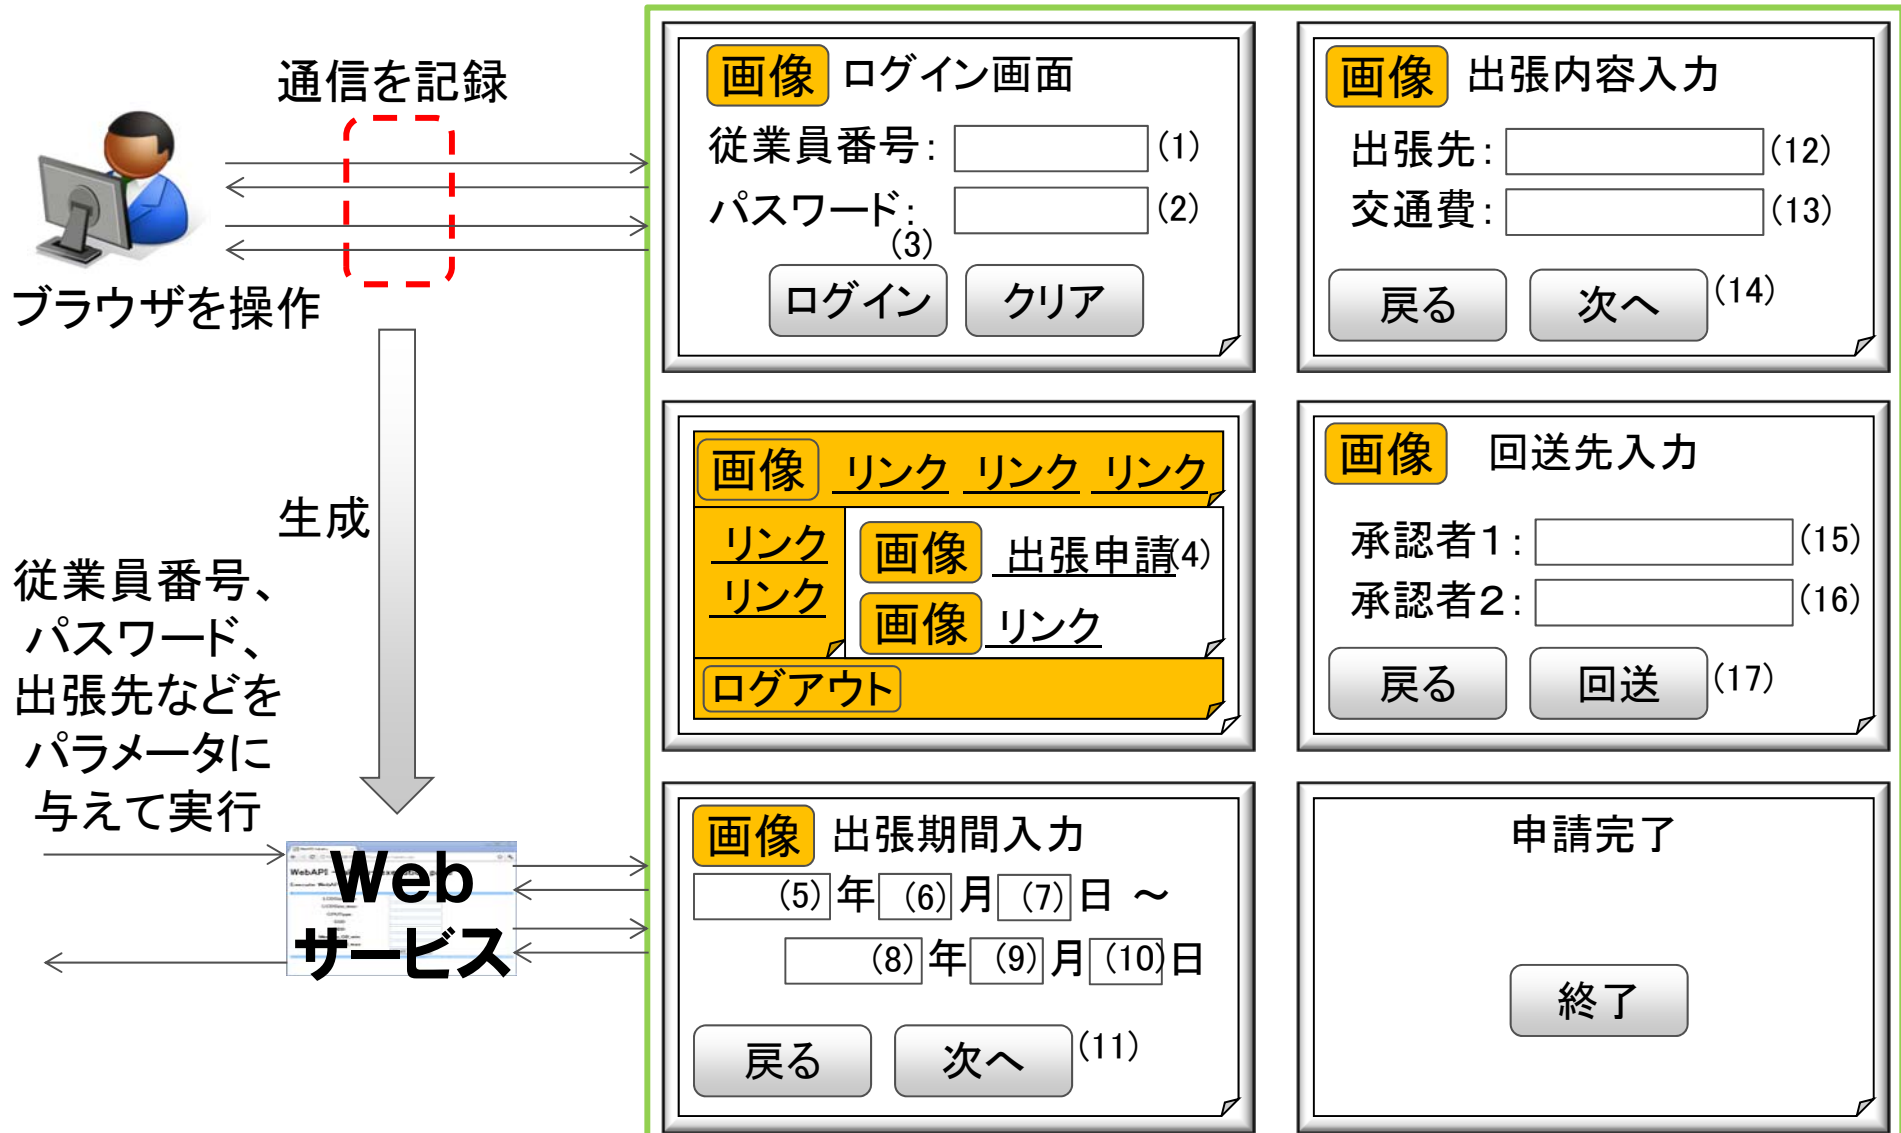 通信を記録
ブラウザを操作
生成
従業員番号、
パスワード、
出張先などを
パラメータに
与えて実行
Web
サービス
画像 ログイン画面
従業員番号: (1)
パスワード: (2)
(3)
ログイン クリア
画像 リンク リンク リンク
リンク
リンク
画像 出張申請(4)
画像 リンク
ログアウト
画像 出張期間入力
(5)年(6)月(7)日 ～
(8)年(9)月(10)日
戻る 次へ (11)
画像 出張内容入力
出張先: (12)
交通費: (13)
戻る 次へ (14)
画像 回送先入力
承認者1: (15)
承認者2: (16)
戻る 回送 (17)
申請完了
終了